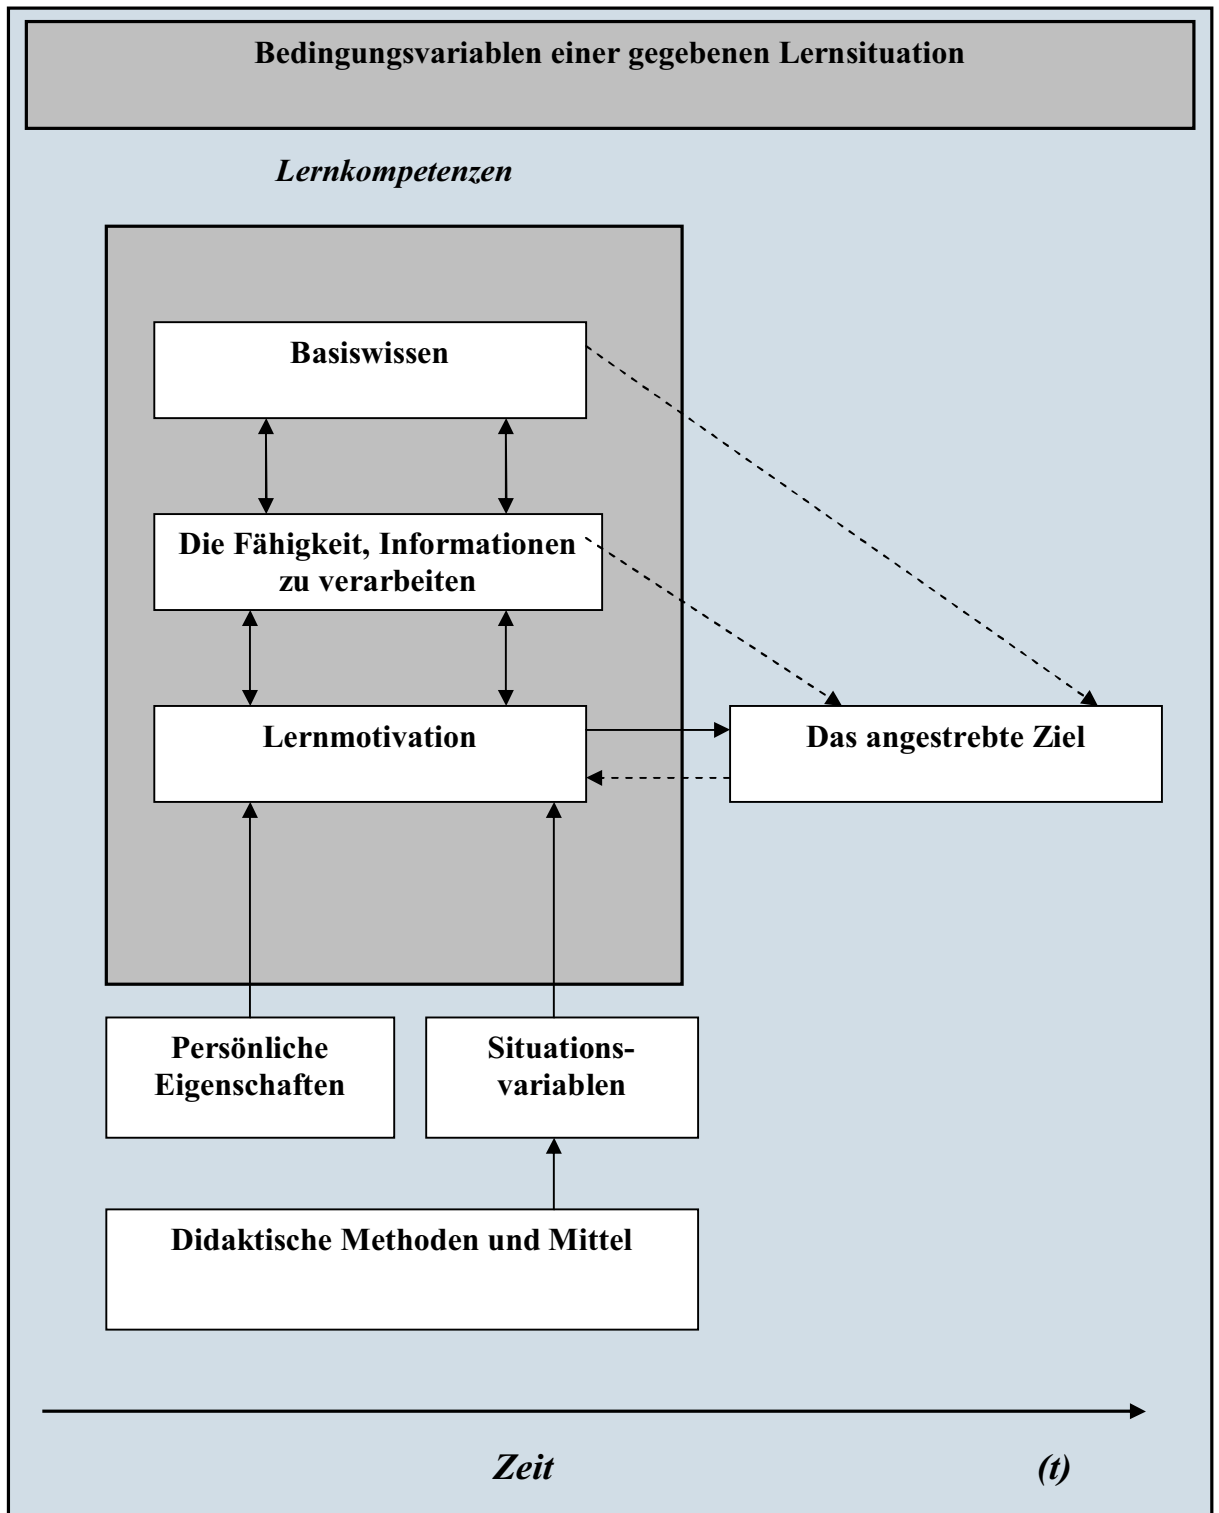 Bedingungsvariablen einer gegebenen Lernsituation
Lernkompetenzen
Basiswissen
Die Fähigkeit, Informationen
zu verarbeiten
Lernmotivation
Das angestrebte Ziel
Persönliche
Eigenschaften
Situations-
variablen
Didaktische Methoden und Mittel
Zeit (t)